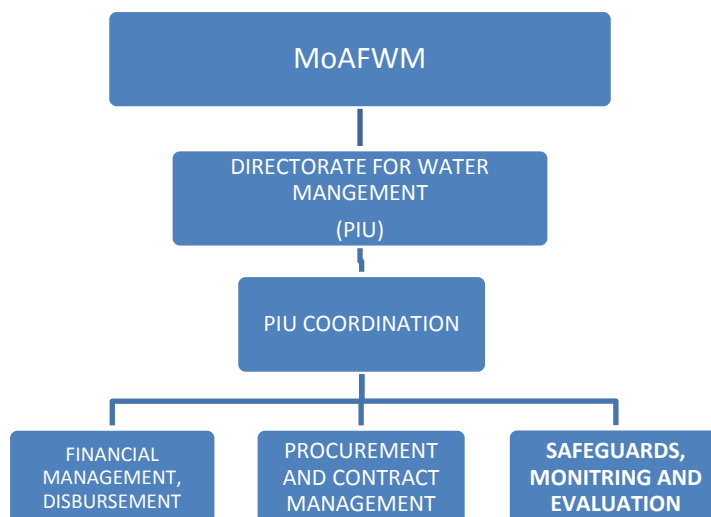 MoAFWM
DIRECTORATE FOR WATER
MANGEMENT
(PIU)
PIU COORDINATION
FINANCIAL
MANAGEMENT,
DISBURSEMENT
PROCUREMENT
AND CONTRACT
MANAGEMENT
SAFEGUARDS,
MONITRING AND
EVALUATION